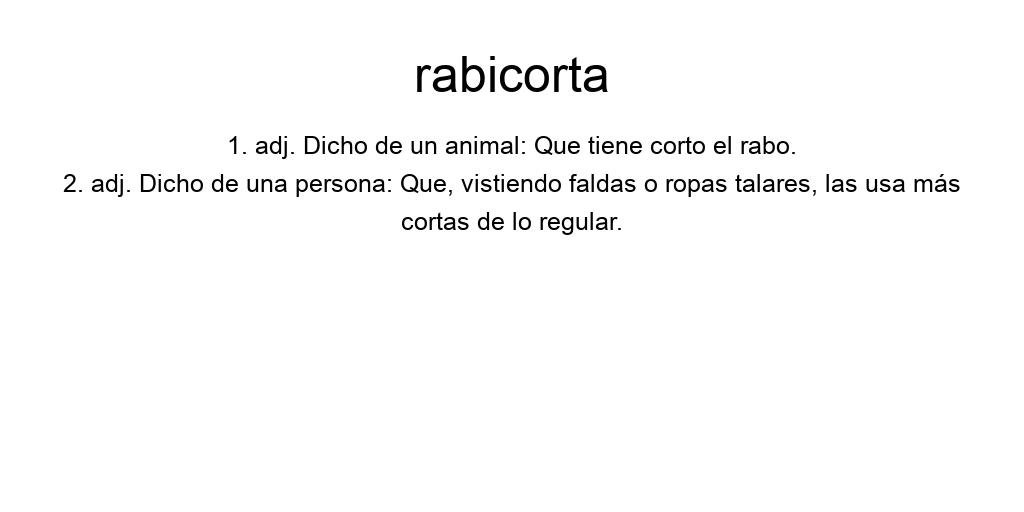 rabicorta
1. adj. Dicho de un animal: Que tiene corto el rabo.
2. adj. Dicho de una persona: Que, vistiendo faldas o ropas talares, las usa más
cortas de lo regular.